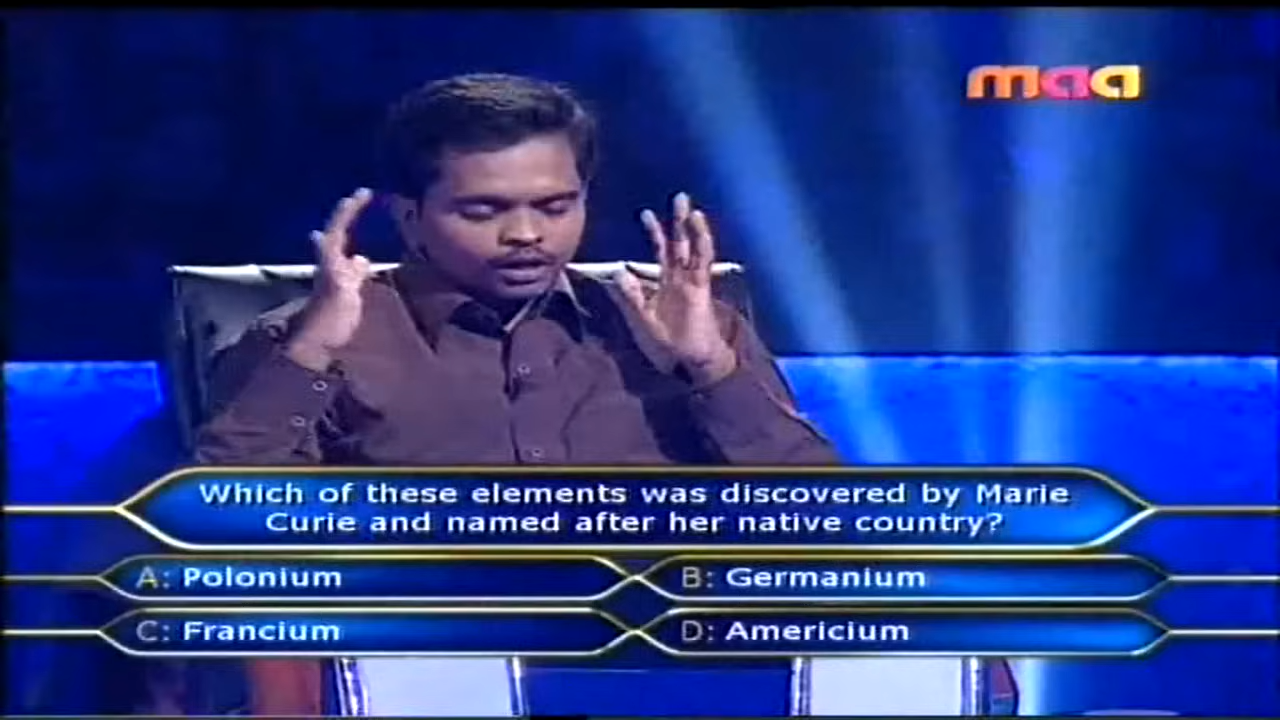 maa
Which of these elements was discovered by Marie
Curie and named after her native country?
A: Polonium
B: Germanium
C: Francium
D: Americium